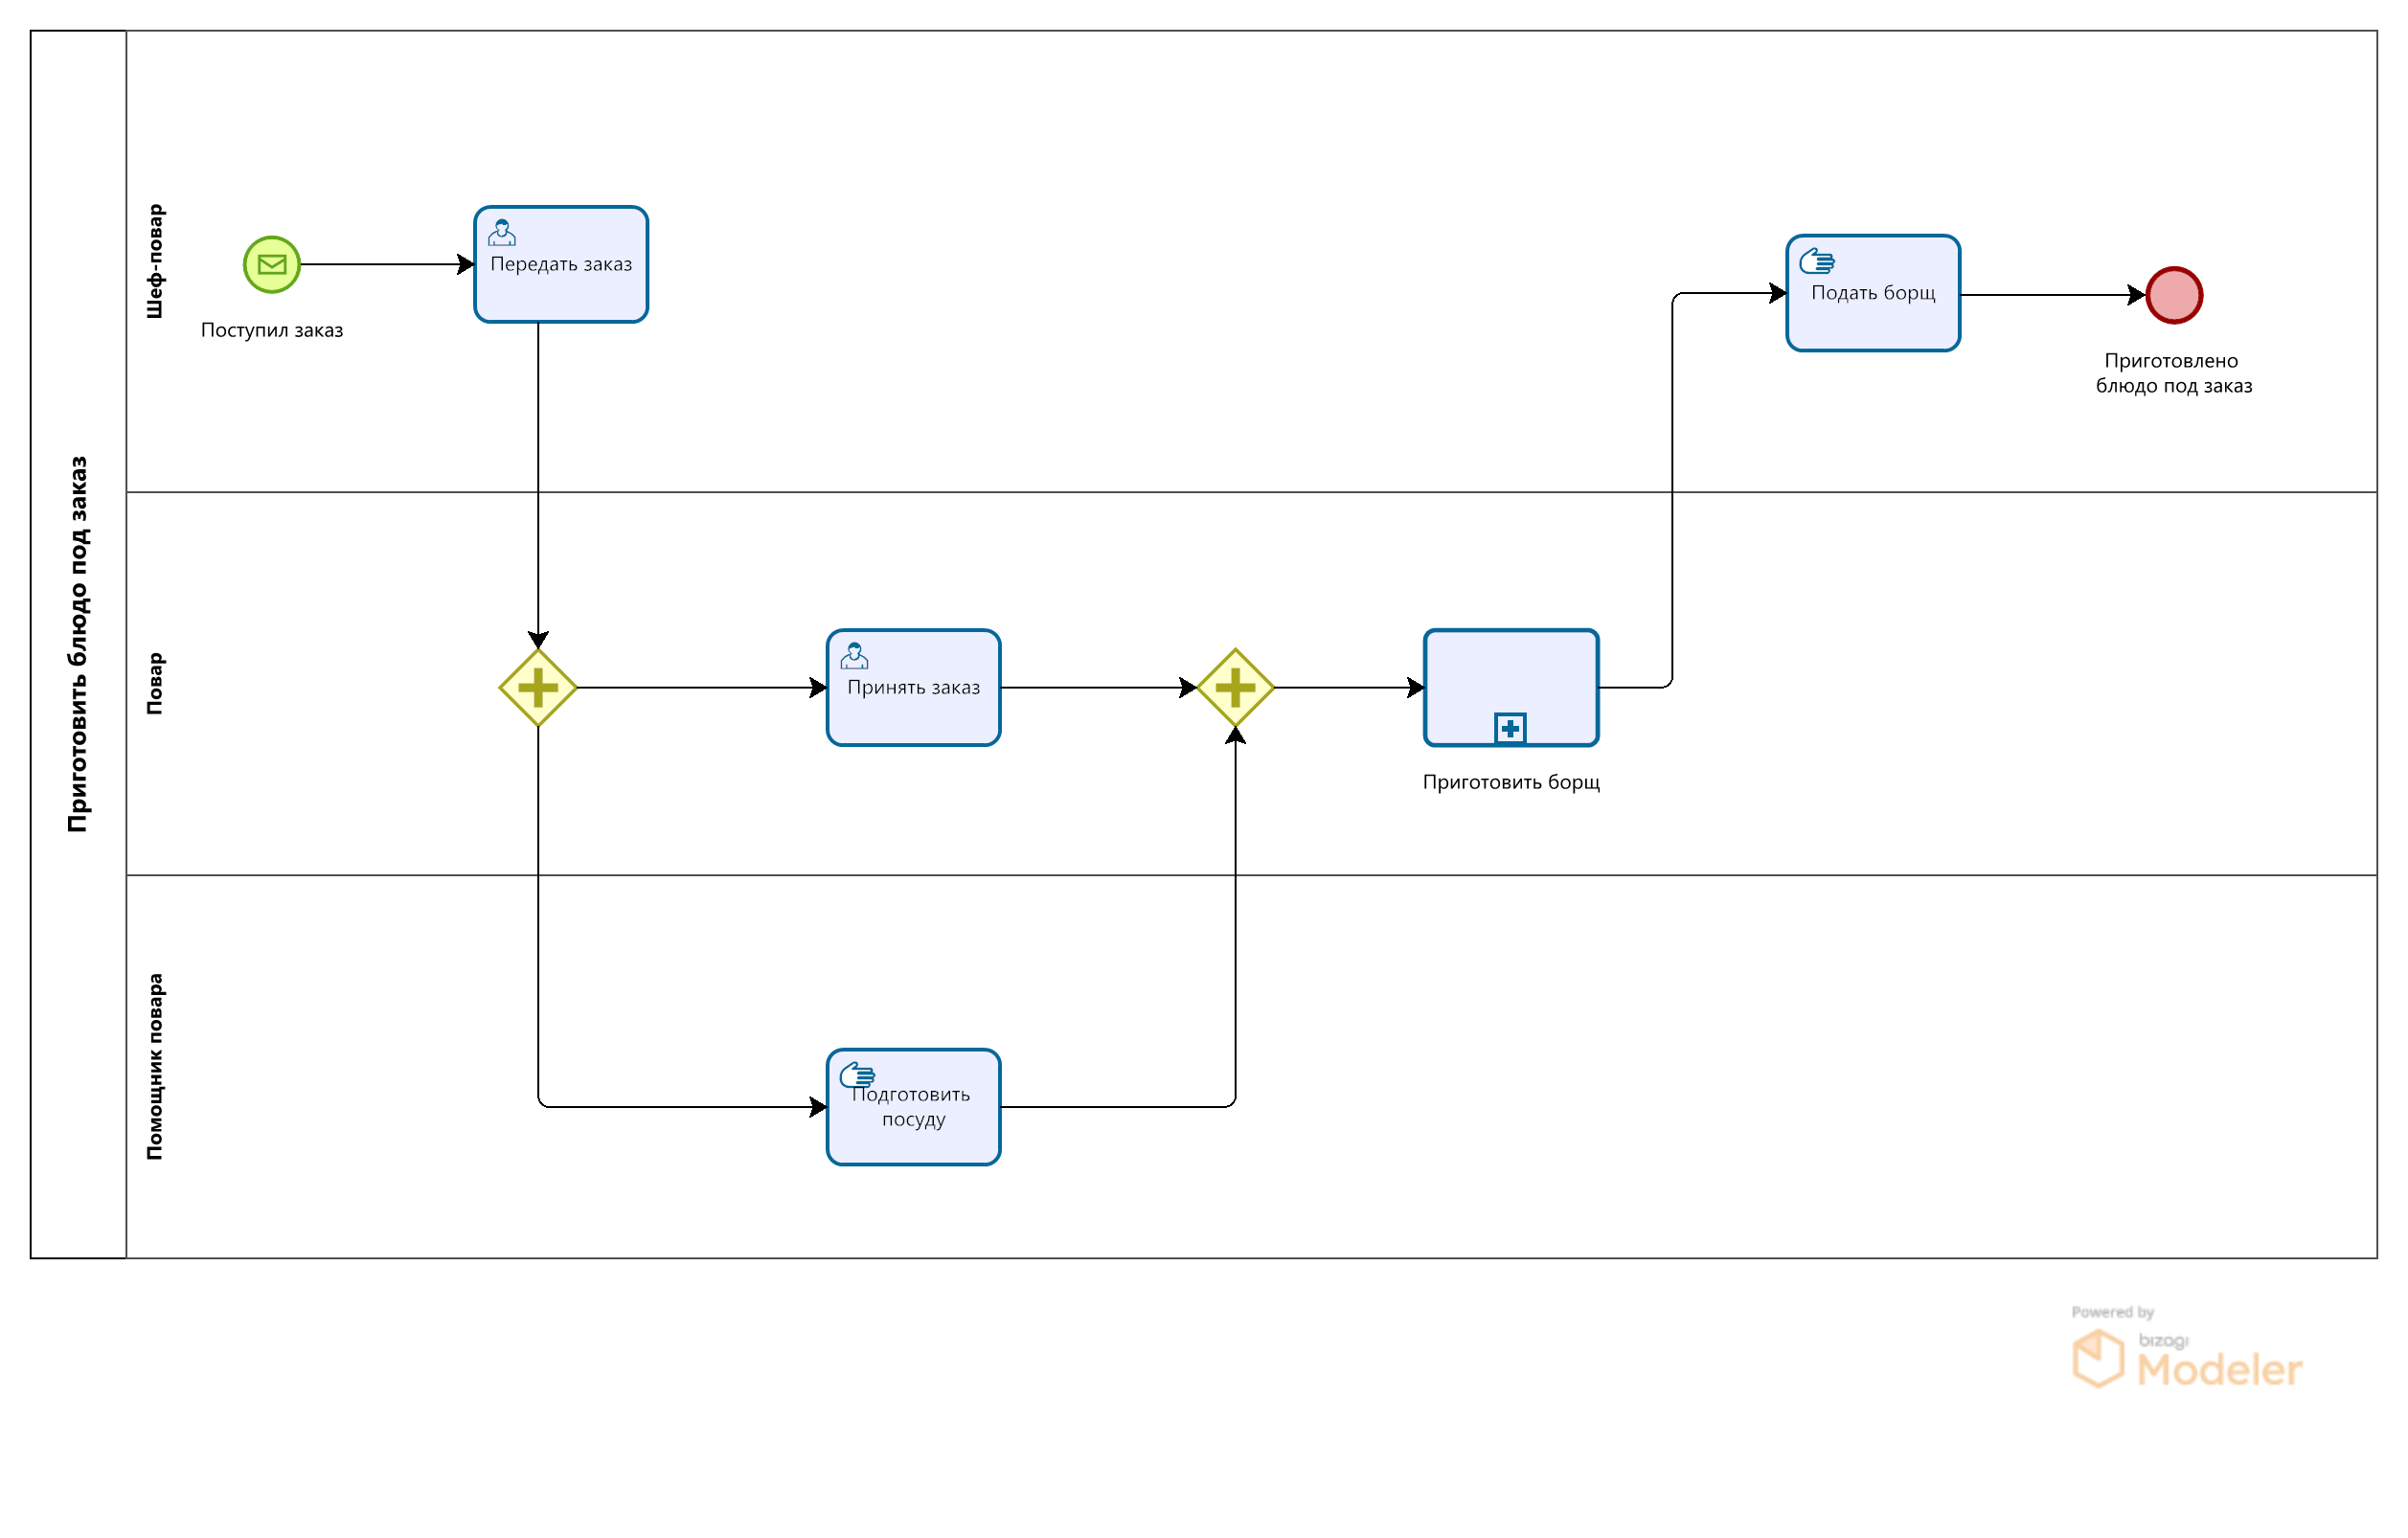 Приготовить блюдо под заказ
Шеф-повар
Поступил заказ
Передать заказ
Подать борщ
Приготовлено
блюдо под заказ
Повар
Принять заказ
Приготовить борщ
Помощник повара
Подготовить
посуду
Powered by
bizagi
Modeler